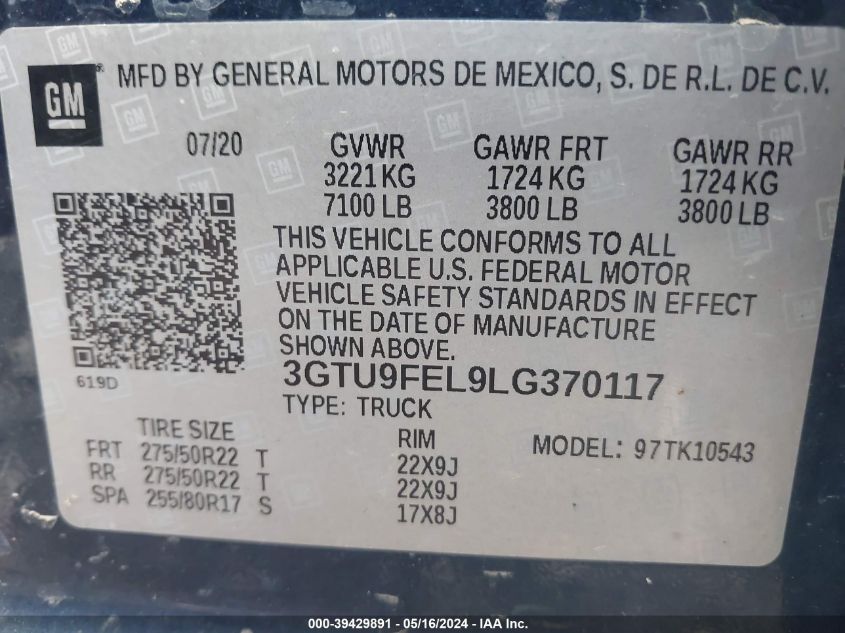 GM® MFD BY GENERAL MOTORS DE MEXICO, S. DE R.L. DE C.V.
07/20 GVWR GAWR FRT GAWR RR
3221 KG 1724 KG 1724 KG
7100 LB 3800 LB 3800 LB
THIS VEHICLE CONFORMS TO ALL
APPLICABLE U.S. FEDERAL MOTOR
VEHICLE SAFETY STANDARDS IN EFFECT
ON THE DATE OF MANUFACTURE
SHOWN ABOVE.
619D
3GTU9FEL9LG370117
TYPE: TRUCK
TIRE SIZE RIM MODEL: 97TK10543
FRT 275/50R22 T 22X9J
RR 275/50R22 T 22X9J
SPA 255/80R17 S 17X8J
000-39429891 - 05/16/2024 - IAA Inc.